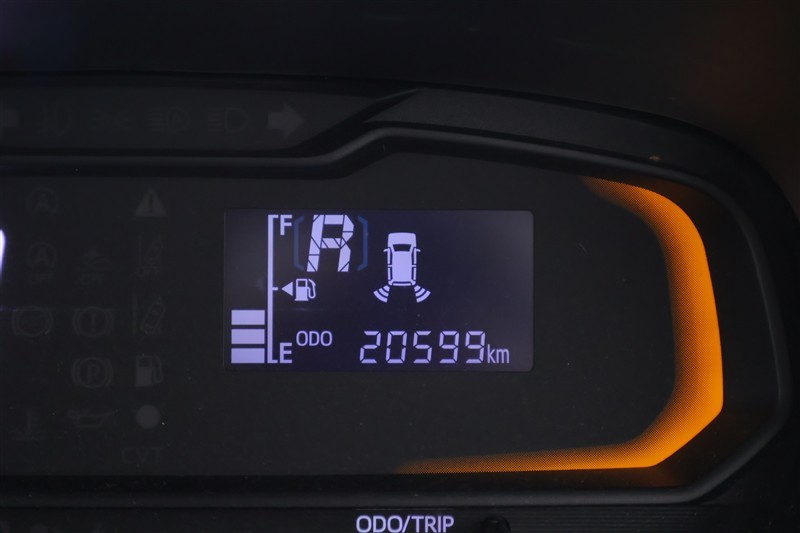 F
R
E
ODO 20599km
CVT
ODO/TRIP